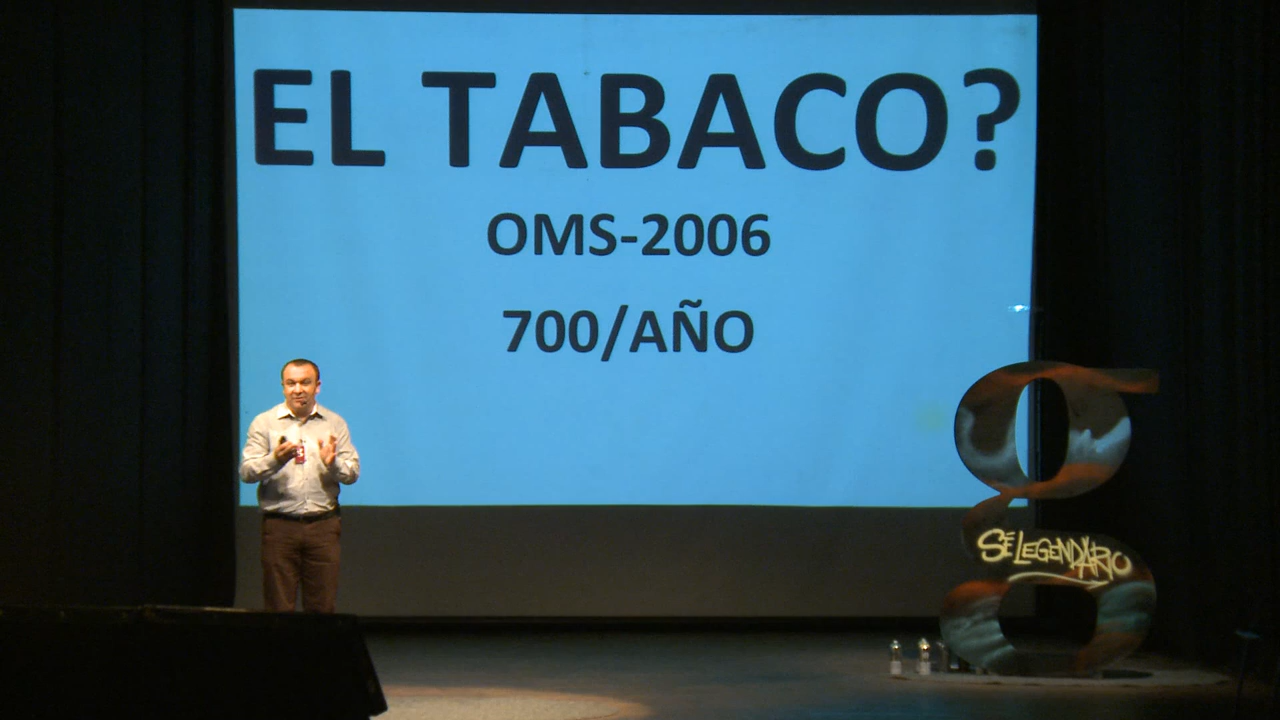 EL TABACO?
OMS-2006
700/AÑO
g
SÉ LEGENDARIO